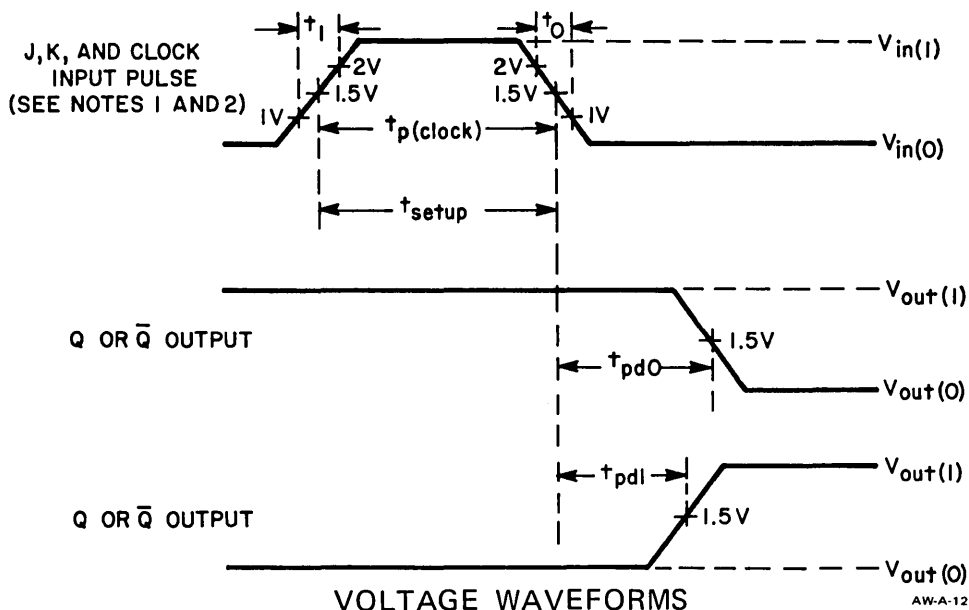 t1
t0
J,K, AND CLOCK
INPUT PULSE
(SEE NOTES 1 AND 2)
Vin(1)
2V
2V
1.5V
1.5V
1V
1V
tp(clock)
Vin(0)
tsetup
Vout(1)
Q OR Q̅ OUTPUT
1.5V
tpd0
Vout(0)
tpd1
Vout(1)
Q OR Q̅ OUTPUT
1.5V
Vout(0)
VOLTAGE WAVEFORMS
AW-A-12